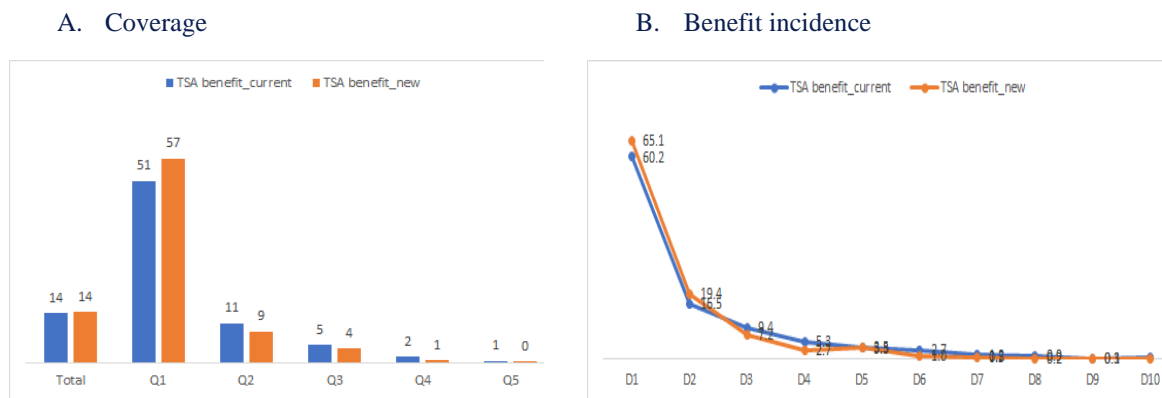 A. Coverage
B. Benefit incidence
TSA benefit_current TSA benefit_new
51 57
14 14
11 9
5 4
2 1
1 0
Total Q1 Q2 Q3 Q4 Q5
TSA benefit_current TSA benefit_new
65.1
60.2
19.4
16.5
9.4
7.2
5.3
2.7
D1 D2 D3 D4 D5 D6 D7 D8 D9 D10